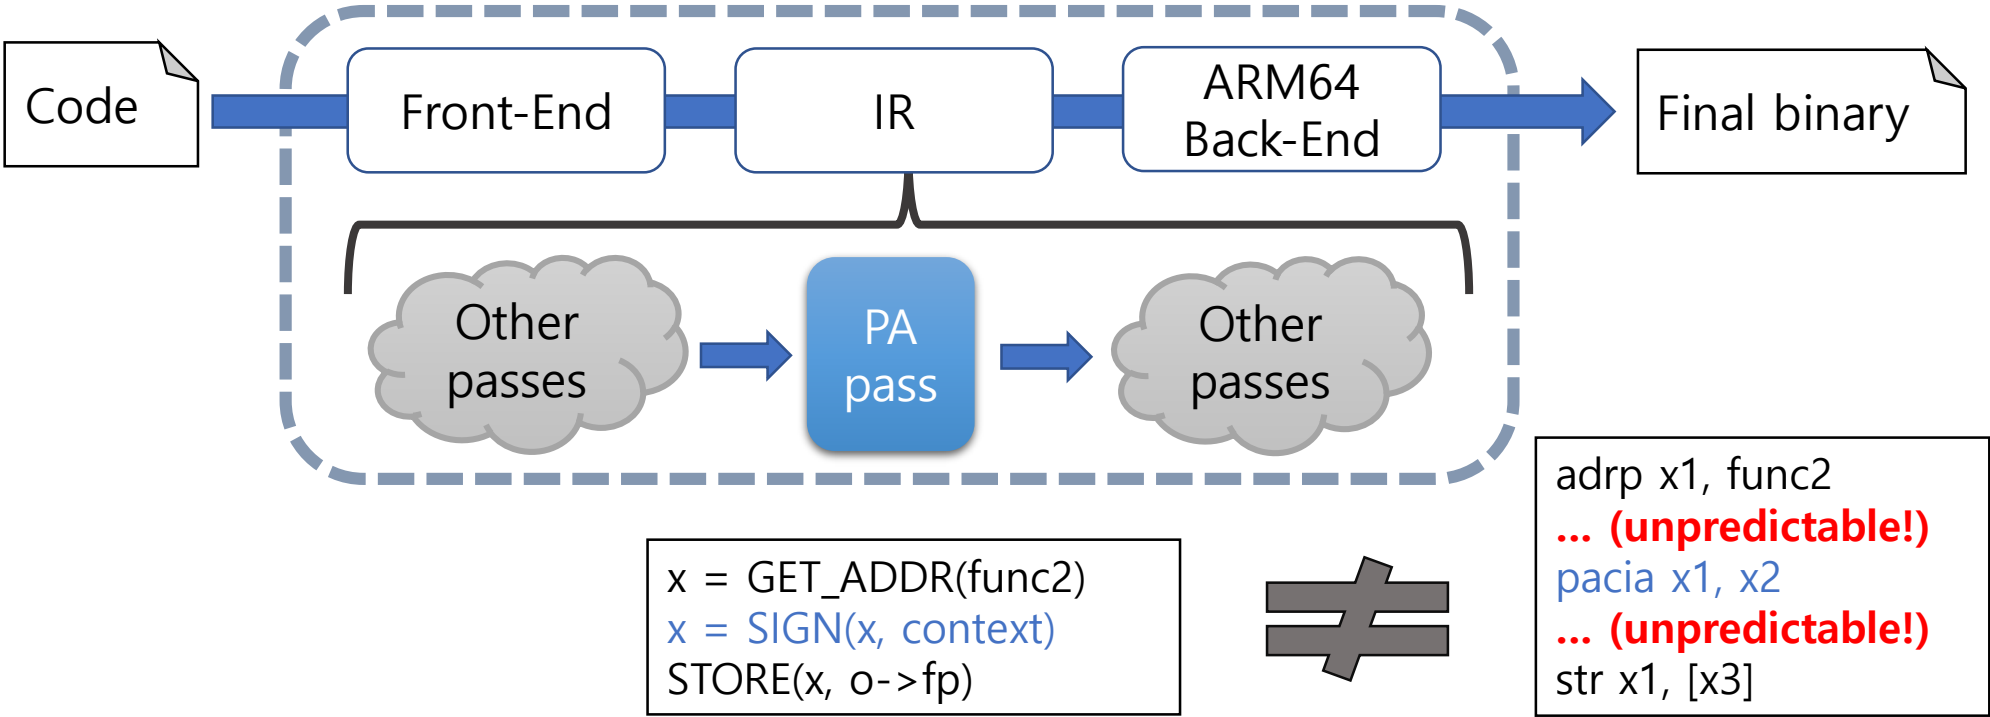 Code
Front-End
IR
ARM64
Back-End
Final binary
Other
passes
PA
pass
Other
passes
x = GET_ADDR(func2)
x = SIGN(x, context)
STORE(x, o->fp)
≠
adrp x1, func2
... (unpredictable!)
pacia x1, x2
... (unpredictable!)
str x1, [x3]